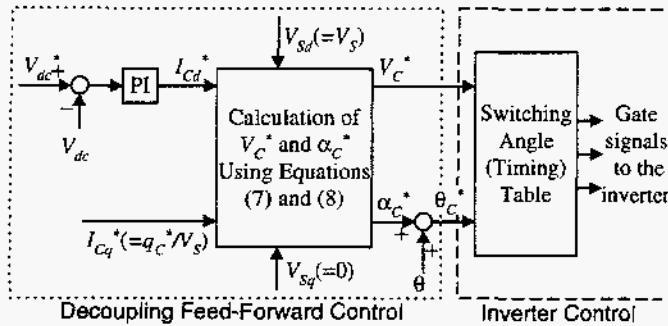 V_Sd(=V_S)
V_dc* + PI I_Cd* V_C*
−
V_dc
Calculation of
V_C* and α_C*
Using Equations
(7) and (8)
Switching
Angle
(Timing)
Table
Gate
signals
to the
inverter
α_C* θ_C*
+
+
I_Cq*(=q_C*/V_S)
V_Sq(=0) θ
Decoupling Feed-Forward Control Inverter Control